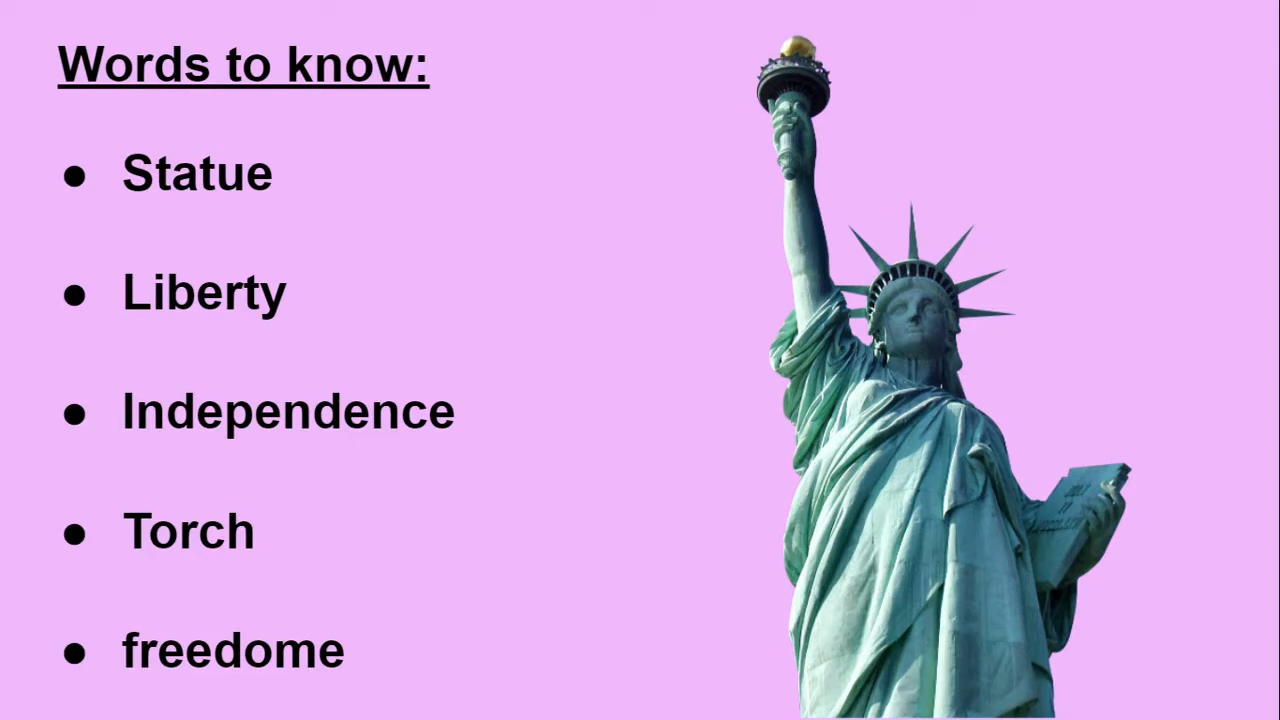 Words to know:
● Statue
● Liberty
● Independence
● Torch
● freedome